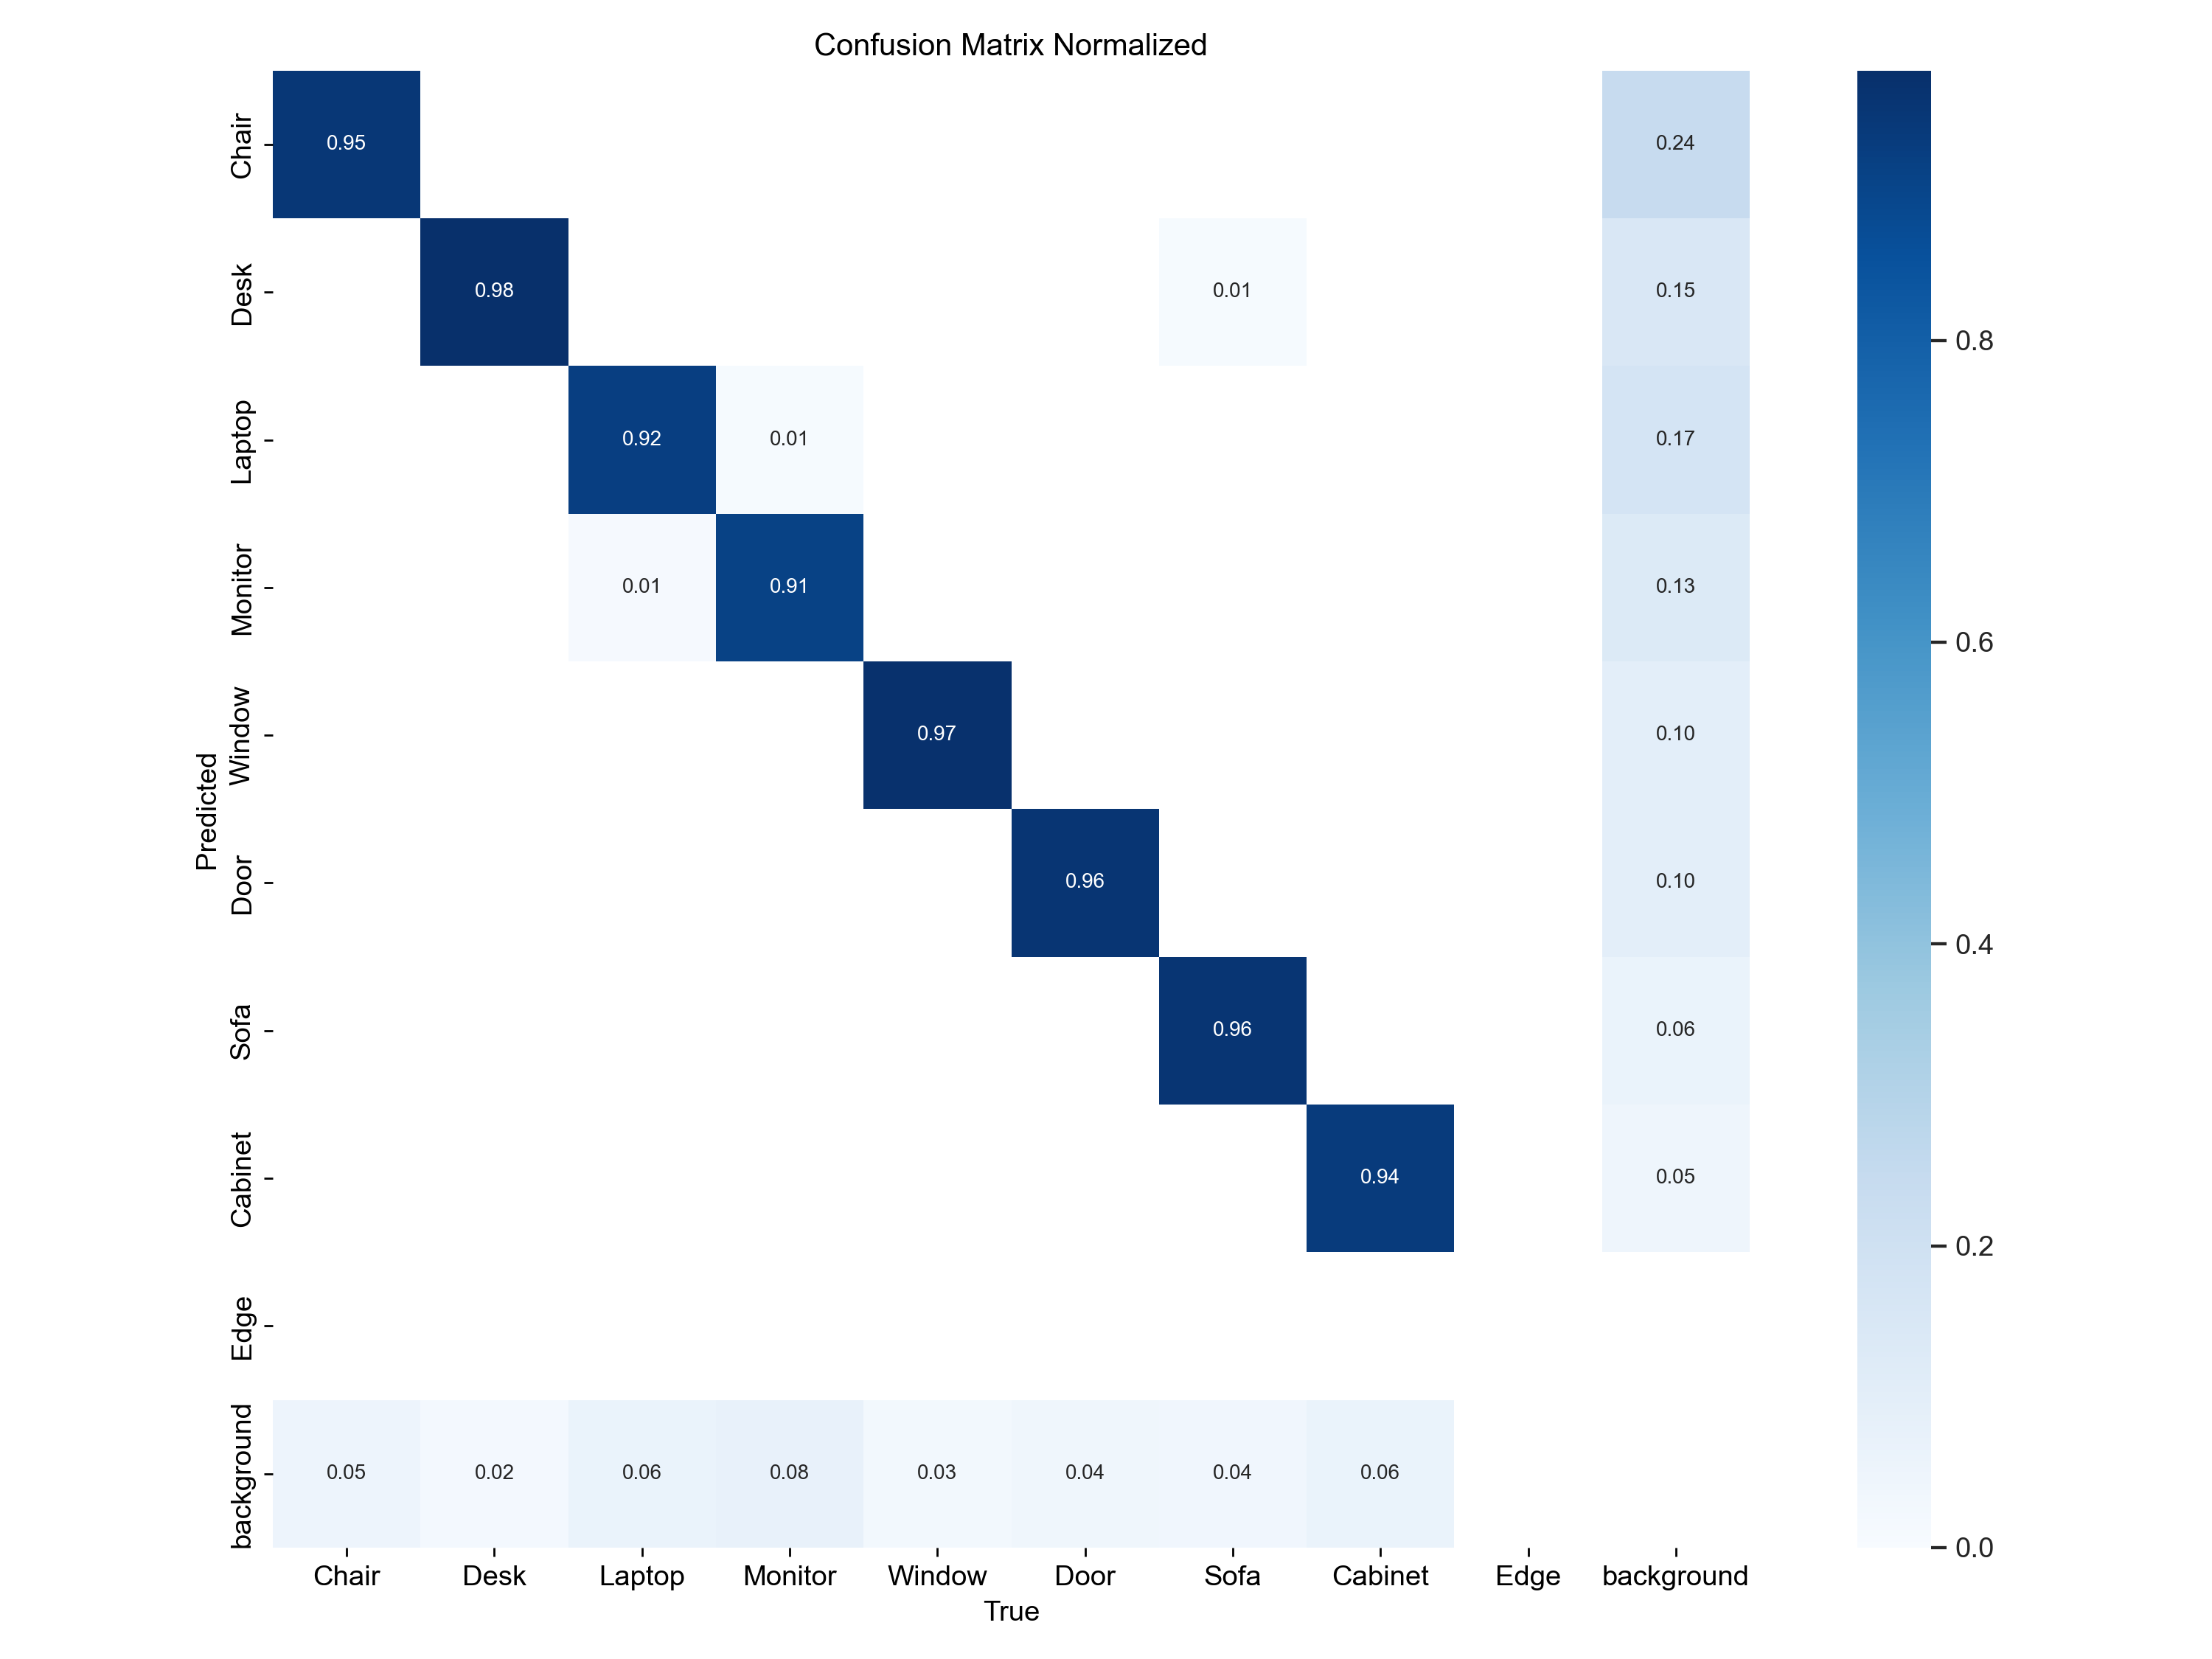 Confusion Matrix Normalized
Chair
0.95
0.24
Desk
0.98
0.01
0.15
0.8
Laptop
0.92
0.01
0.17
Monitor
0.01
0.91
0.13
0.6
Window
0.97
0.10
Predicted
Door
0.96
0.10
0.4
Sofa
0.96
0.06
Cabinet
0.94
0.05
0.2
Edge
background
0.05 0.02 0.06 0.08 0.03 0.04 0.04 0.06
0.0
Chair Desk Laptop Monitor Window Door Sofa Cabinet Edge background
True